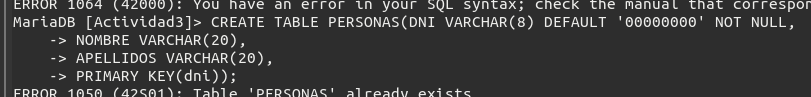 ERROR 1064 (42000): You have an error in your SQL syntax; check the manual that correspon
MariaDB [Actividad3]> CREATE TABLE PERSONAS(DNI VARCHAR(8) DEFAULT '00000000' NOT NULL,
    -> NOMBRE VARCHAR(20),
    -> APELLIDOS VARCHAR(20),
    -> PRIMARY KEY(dni));
ERROR 1050 (42S01): Table 'PERSONAS' already exists